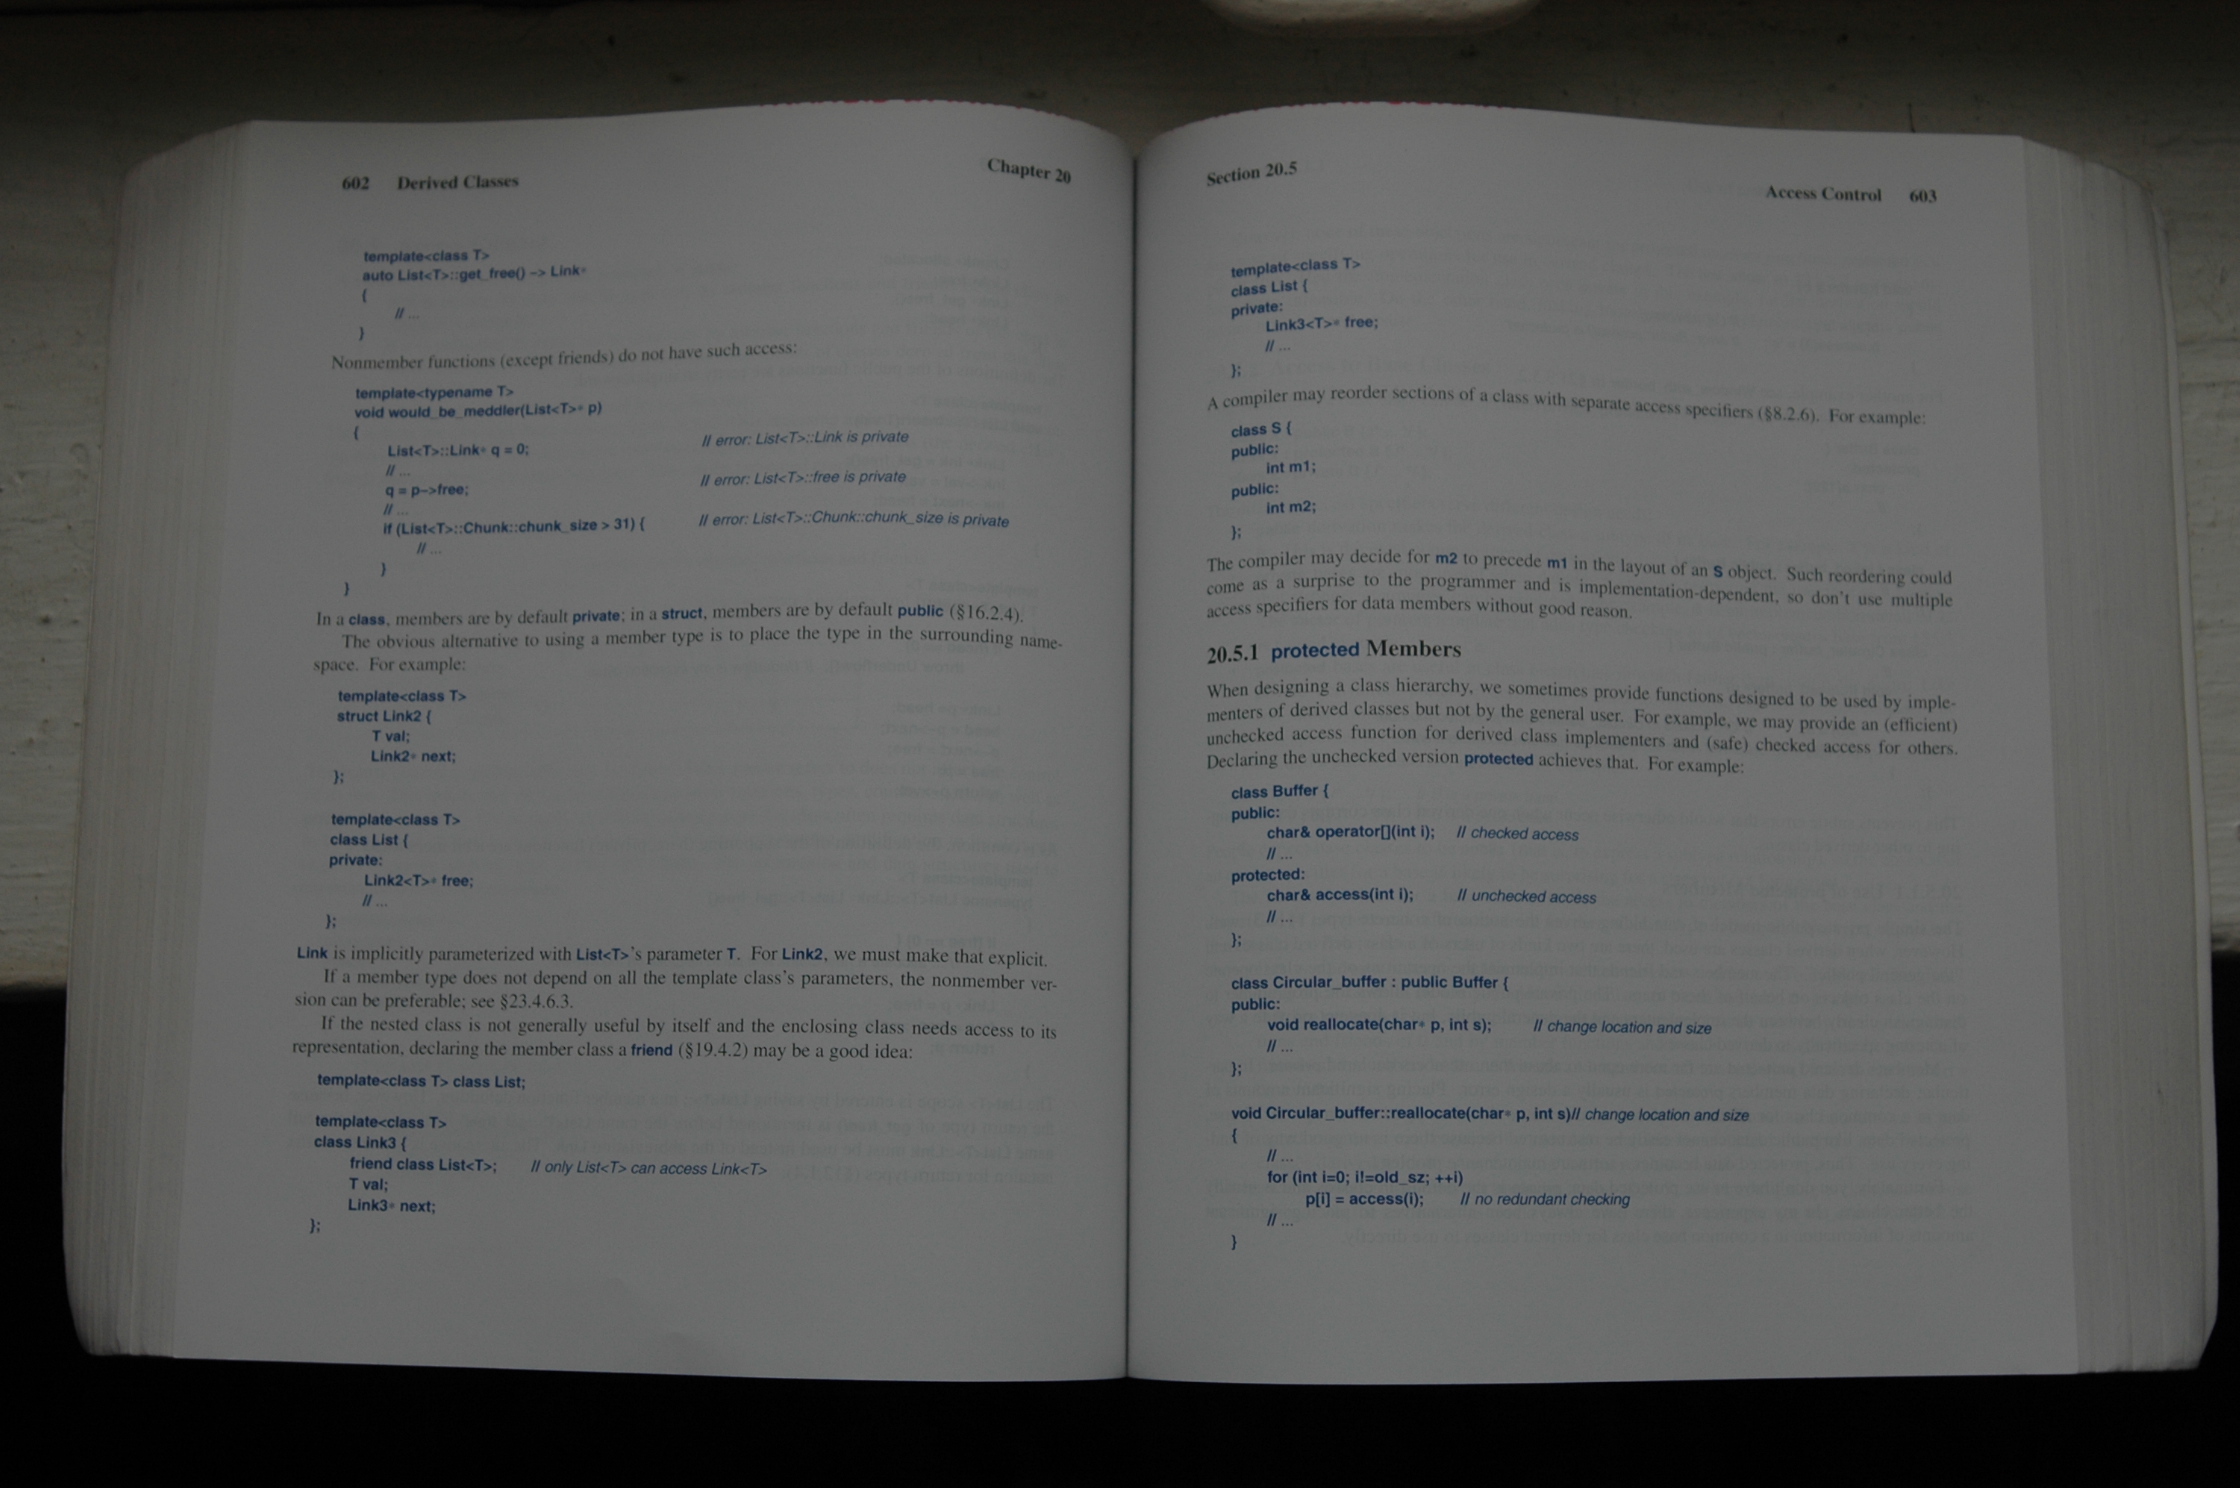 602 Derived Classes Chapter 20
template<class T>
auto List<T>::get_free() –> Link*
{
// ...
}
Nonmember functions (except friends) do not have such access:
template<typename T>
void would_be_meddler(List<T>* p)
{
List<T>::Link* q = 0; // error: List<T>::Link is private
// ...
q = p–>free; // error: List<T>::free is private
// ...
if (List<T>::Chunk::chunk_size > 31) { // error: List<T>::Chunk::chunk_size is private
// ...
}
}
In a class, members are by default private; in a struct, members are by default public (§16.2.4).
The obvious alternative to using a member type is to place the type in the surrounding name-
space. For example:
template<class T>
struct Link2 {
T val;
Link2* next;
};
template<class T>
class List {
private:
Link2<T>* free;
// ...
};
Link is implicitly parameterized with List<T>'s parameter T. For Link2, we must make that explicit.
If a member type does not depend on all the template class's parameters, the nonmember ver-
sion can be preferable; see §23.4.6.3.
If the nested class is not generally useful by itself and the enclosing class needs access to its
representation, declaring the member class a friend (§19.4.2) may be a good idea:
template<class T> class List;
template<class T>
class Link3 {
friend class List<T>; // only List<T> can access Link<T>
T val;
Link3* next;
};
Section 20.5 Access Control 603
template<class T>
class List {
private:
Link3<T>* free;
// ...
};
A compiler may reorder sections of a class with separate access specifiers (§8.2.6). For example:
class S {
public:
int m1;
public:
int m2;
};
The compiler may decide for m2 to precede m1 in the layout of an S object. Such reordering could
come as a surprise to the programmer and is implementation-dependent, so don't use multiple
access specifiers for data members without good reason.
20.5.1 protected Members
When designing a class hierarchy, we sometimes provide functions designed to be used by imple-
menters of derived classes but not by the general user. For example, we may provide an (efficient)
unchecked access function for derived class implementers and (safe) checked access for others.
Declaring the unchecked version protected achieves that. For example:
class Buffer {
public:
char& operator[](int i); // checked access
// ...
protected:
char& access(int i); // unchecked access
// ...
};
class Circular_buffer : public Buffer {
public:
void reallocate(char* p, int s); // change location and size
// ...
};
void Circular_buffer::reallocate(char* p, int s)// change location and size
{
// ...
for (int i=0; i!=old_sz; ++i)
p[i] = access(i); // no redundant checking
// ...
}